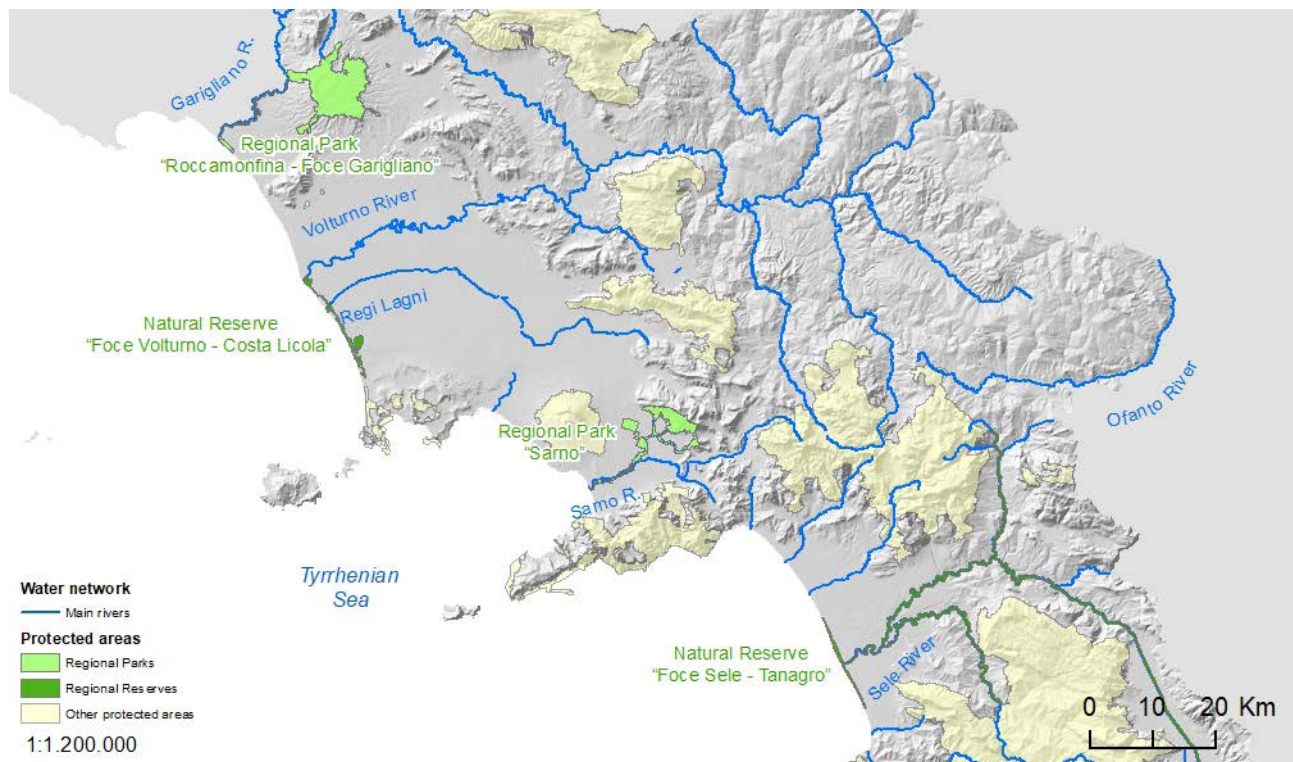 Garigliano R.
Regional Park
"Roccamonfina - Foce Garigliano"
Volturno River
Regi Lagni
Natural Reserve
"Foce Volturno - Costa Licola"
Ofanto River
Regional Park
"Sarno"
Sarno R.
Tyrrhenian
Sea
Natural Reserve
"Foce Sele - Tanagro"
Sele River
Water network
Main rivers
Protected areas
Regional Parks
Regional Reserves
Other protected areas
1:1.200.000
0 10 20 Km